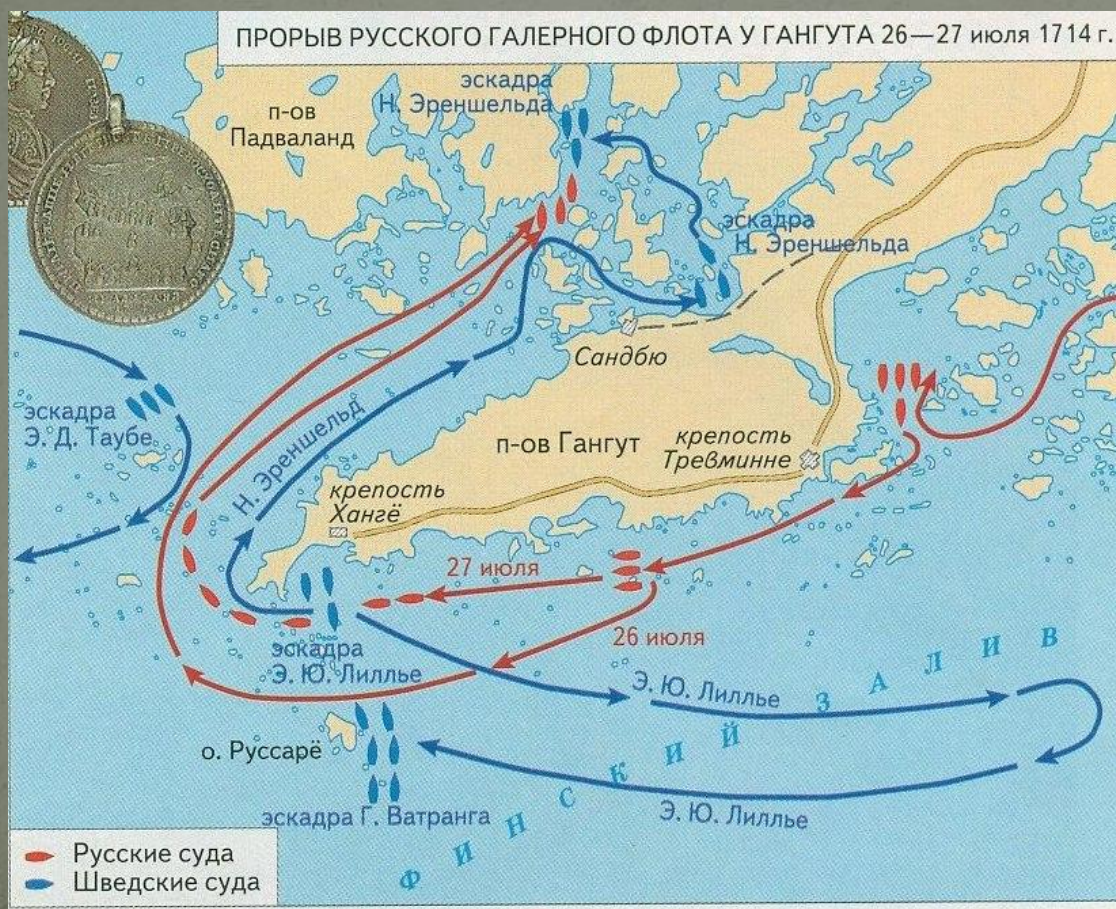 ПРОРЫВ РУССКОГО ГАЛЕРНОГО ФЛОТА У ГАНГУТА 26—27 июля 1714 г.
эскадра
Н. Эреншельда
п-ов
Падваланд
эскадра
Н. Эреншельда
Сандбю
эскадра
Э. Д. Таубе
Н. Эреншельд
п-ов Гангут
крепость
Тревминне
крепость
Хангё
27 июля
26 июля
эскадра
Э. Ю. Лиллье
Э. Ю. Лиллье
ФИНСКИЙ ЗАЛИВ
о. Руссарё
эскадра Г. Ватранга
Э. Ю. Лиллье
Русские суда
Шведские суда